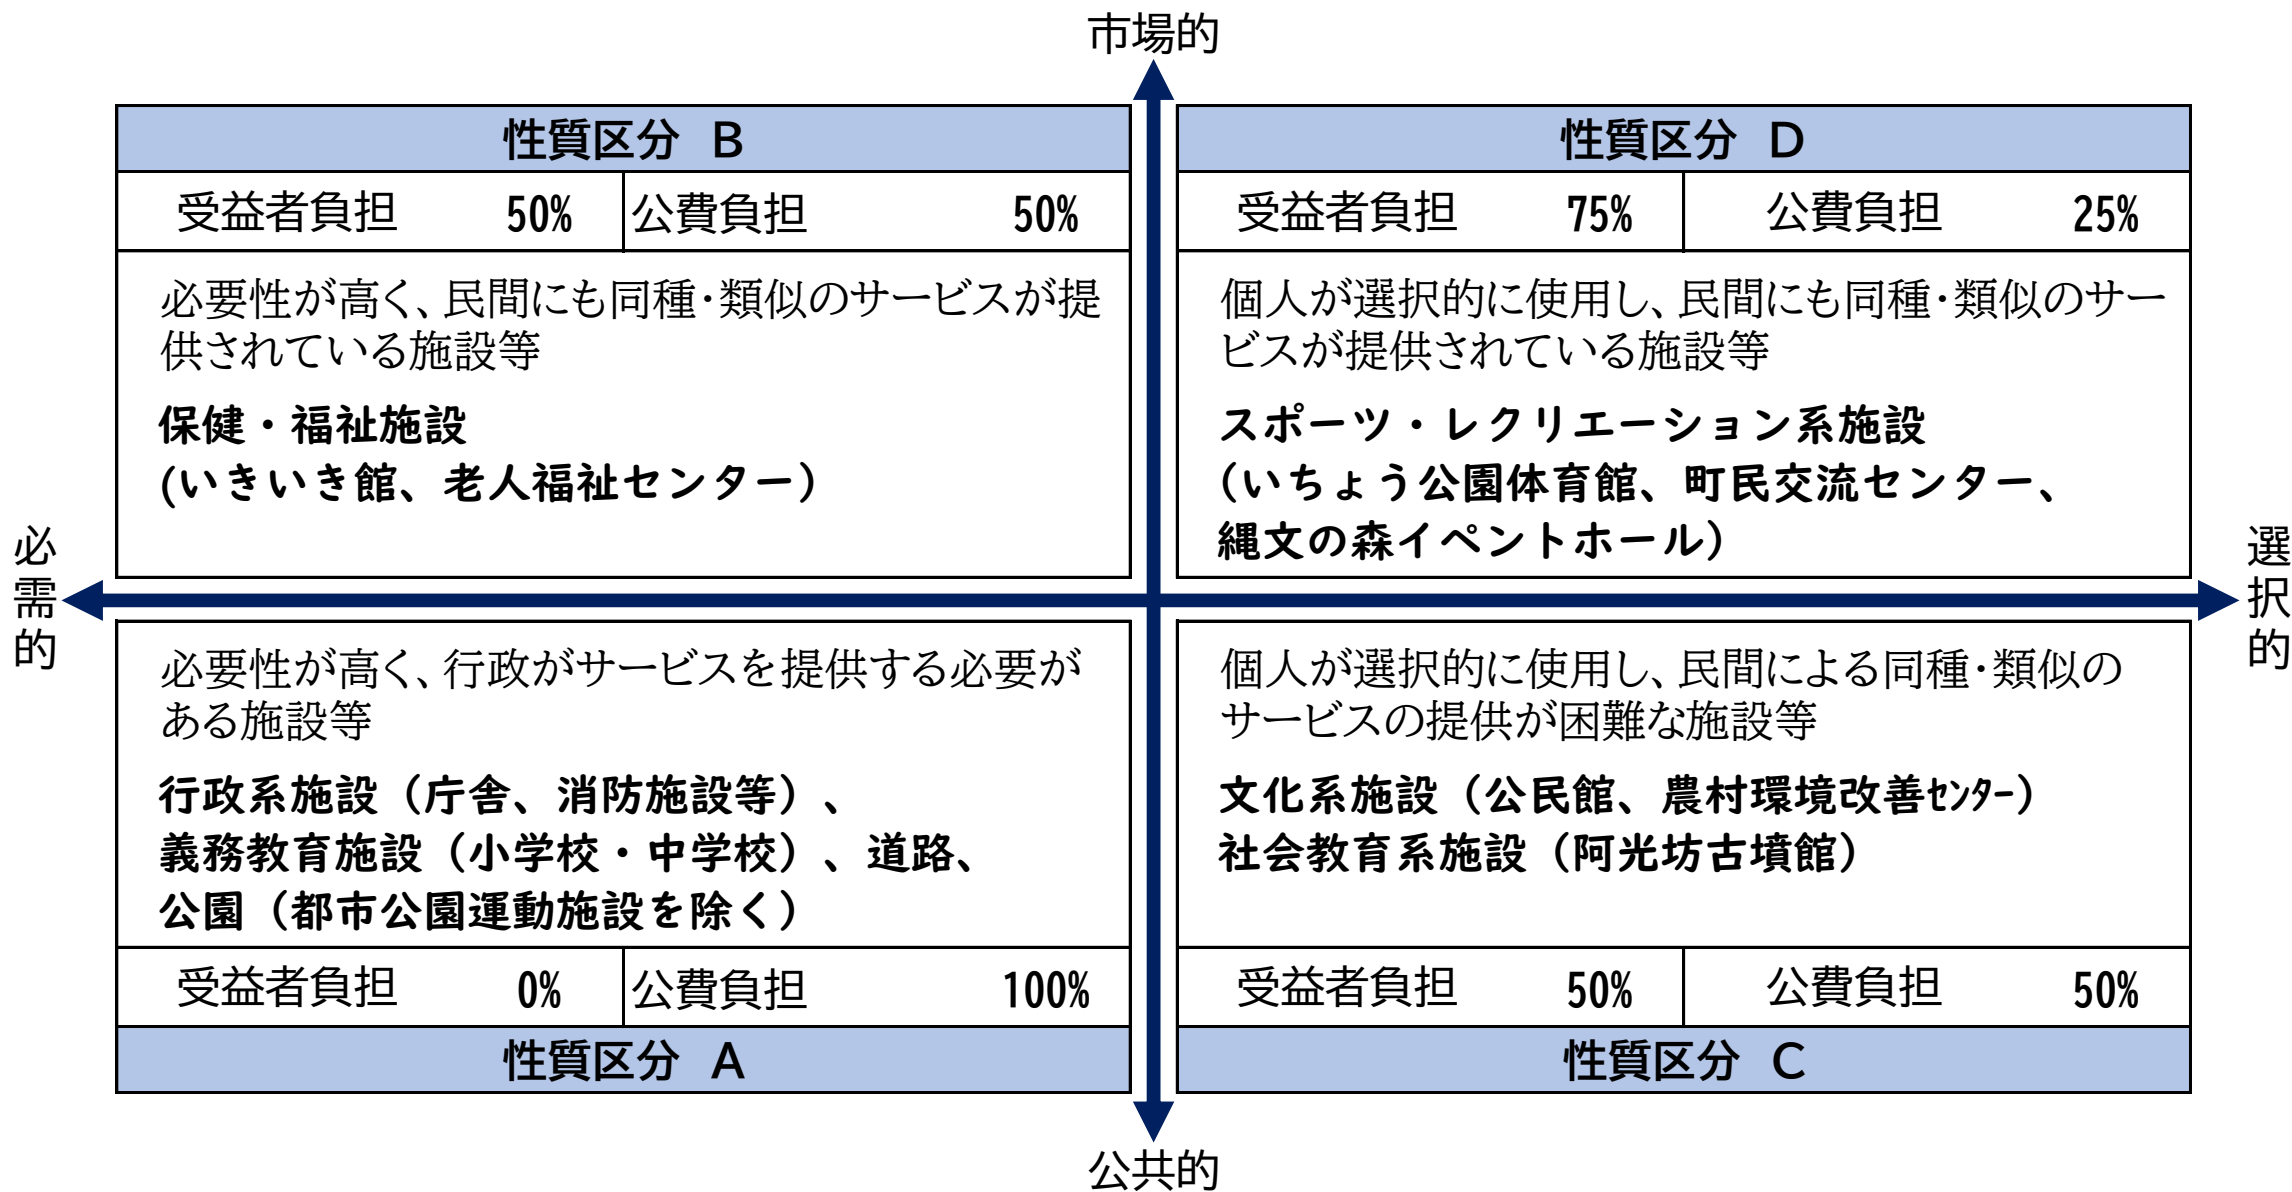 市場的
性質区分　B
受益者負担　50%　公費負担　50%
必要性が高く、民間にも同種・類似のサービスが提
供されている施設等
保健・福祉施設
(いきいき館、老人福祉センター）
性質区分　D
受益者負担　75%　公費負担　25%
個人が選択的に使用し、民間にも同種・類似のサー
ビスが提供されている施設等
スポーツ・レクリエーション系施設
（いちょう公園体育館、町民交流センター、
縄文の森イベントホール）
必需的
選択的
必要性が高く、行政がサービスを提供する必要が
ある施設等
行政系施設（庁舎、消防施設等）、
義務教育施設（小学校・中学校）、道路、
公園（都市公園運動施設を除く）
受益者負担　0%　公費負担　100%
性質区分　A
個人が選択的に使用し、民間による同種・類似の
サービスの提供が困難な施設等
文化系施設（公民館、農村環境改善ｾﾝﾀｰ）
社会教育系施設（阿光坊古墳館）
受益者負担　50%　公費負担　50%
性質区分　C
公共的